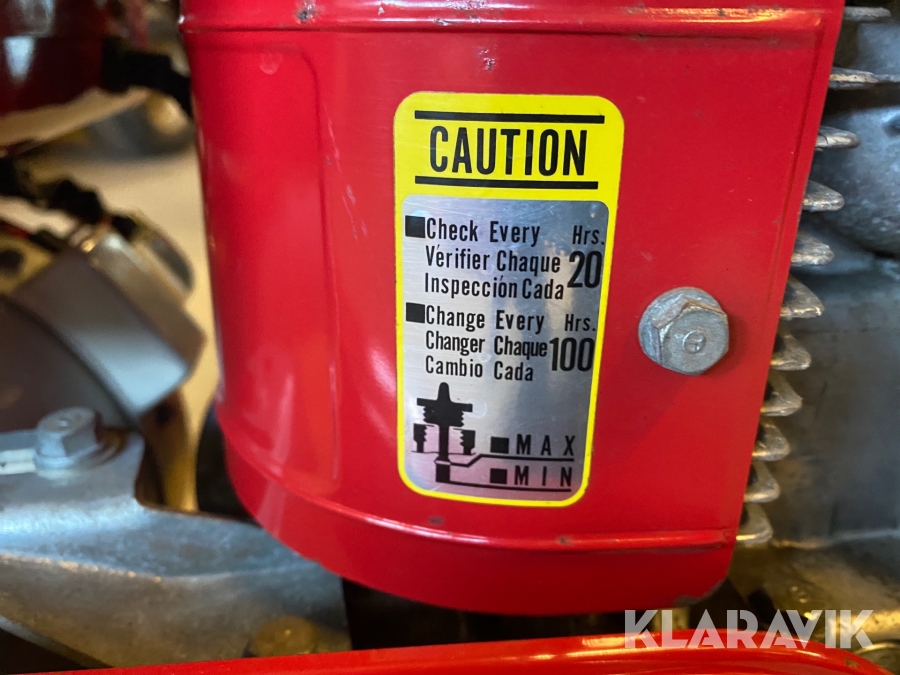 CAUTION
Check Every Hrs.
Vérifier Chaque 20
Inspección Cada
Change Every Hrs.
Changer Chaque 100
Cambio Cada
MAX
MIN
KLARAVIK